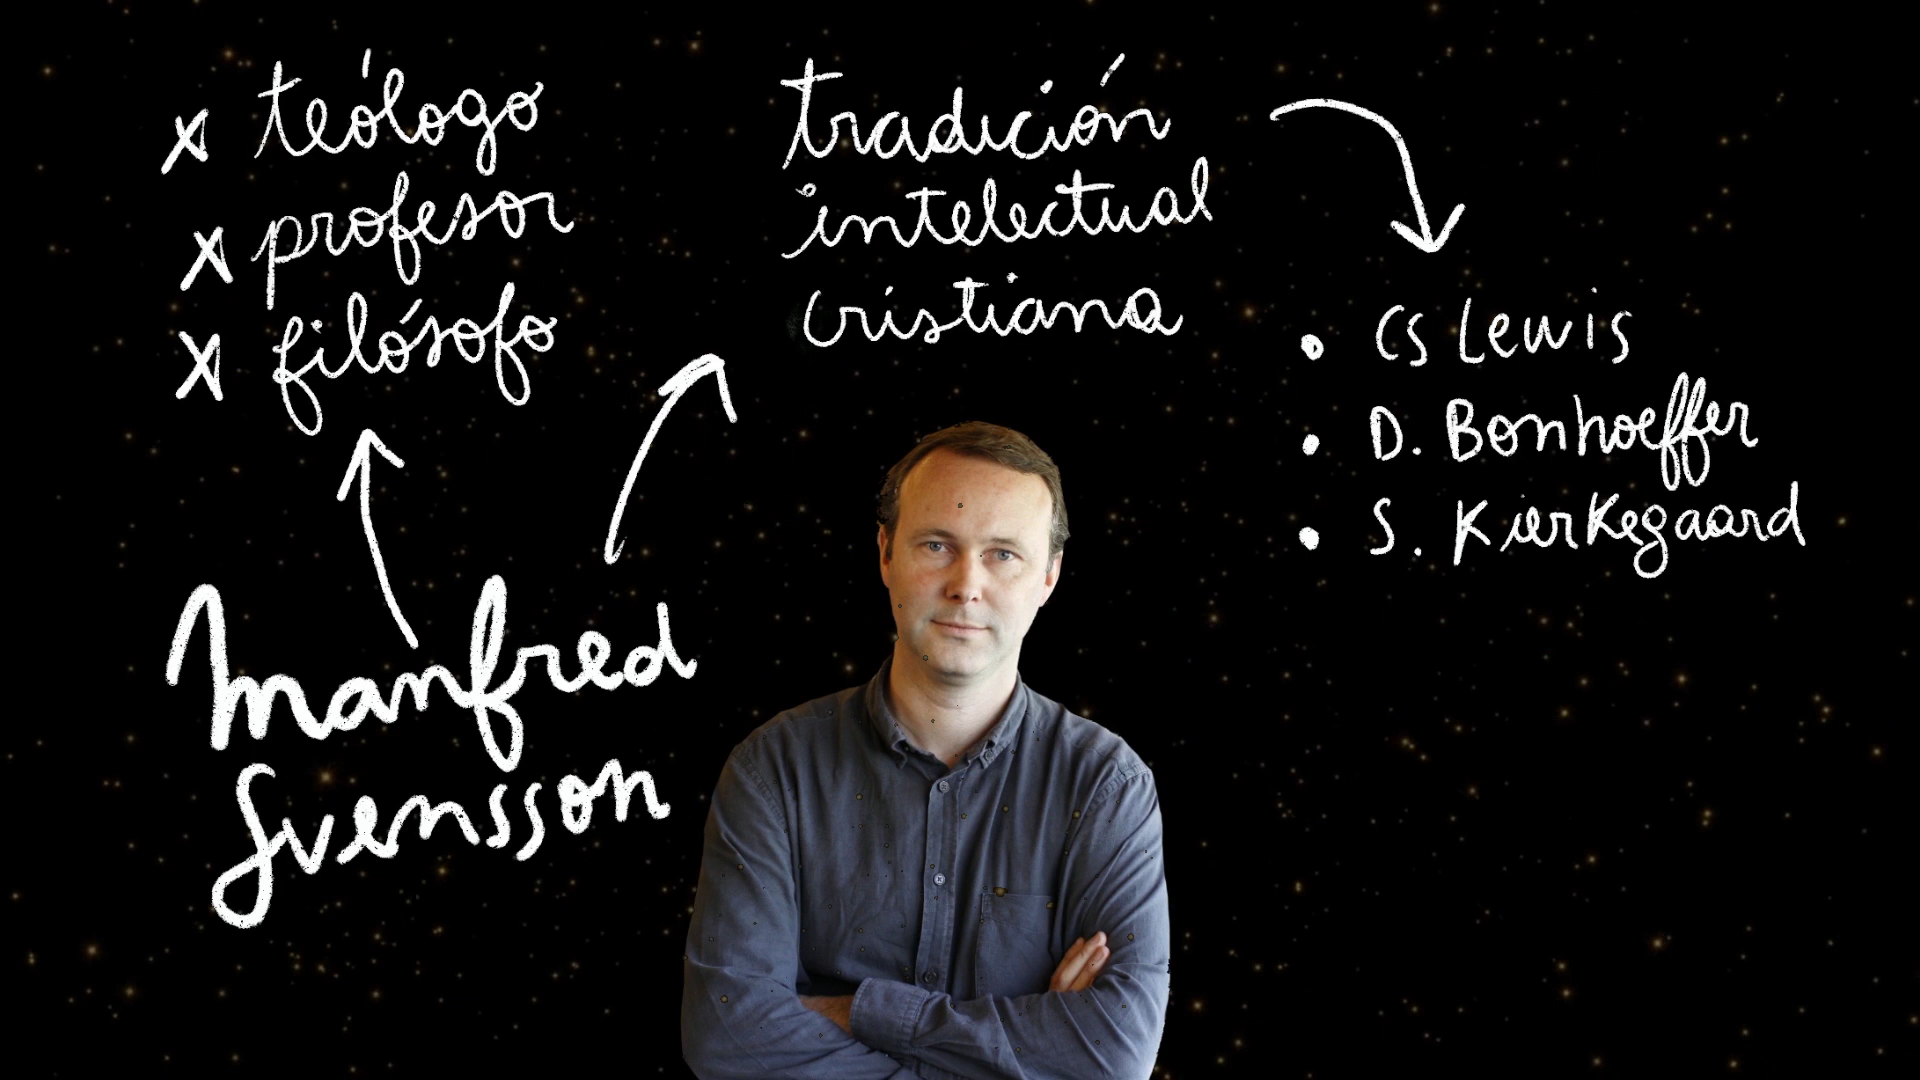 x teólogo
x profesor
x filósofo
Manfred
Svensson
tradición
intelectual
cristiana
• CS Lewis
• D. Bonhoeffer
• S. Kierkegaard